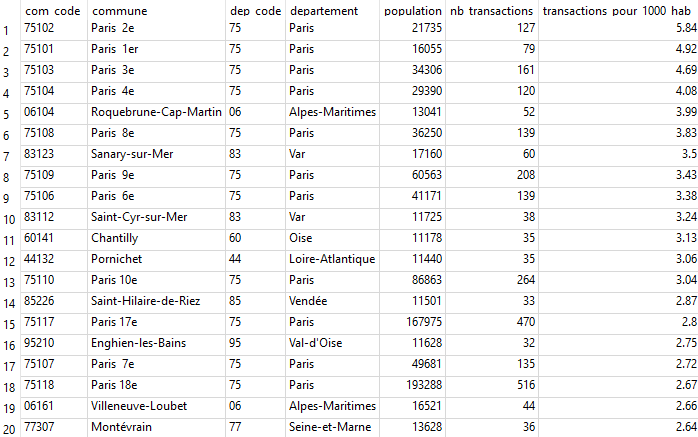 com_code commune dep_code departement population nb_transactions transactions_pour_1000_hab
1 75102 Paris 2e 75 Paris 21735 127 5.84
2 75101 Paris 1er 75 Paris 16055 79 4.92
3 75103 Paris 3e 75 Paris 34306 161 4.69
4 75104 Paris 4e 75 Paris 29390 120 4.08
5 06104 Roquebrune-Cap-Martin 06 Alpes-Maritimes 13041 52 3.99
6 75108 Paris 8e 75 Paris 36250 139 3.83
7 83123 Sanary-sur-Mer 83 Var 17160 60 3.5
8 75109 Paris 9e 75 Paris 60563 208 3.43
9 75106 Paris 6e 75 Paris 41171 139 3.38
10 83112 Saint-Cyr-sur-Mer 83 Var 11725 38 3.24
11 60141 Chantilly 60 Oise 11178 35 3.13
12 44132 Pornichet 44 Loire-Atlantique 11440 35 3.06
13 75110 Paris 10e 75 Paris 86863 264 3.04
14 85226 Saint-Hilaire-de-Riez 85 Vendée 11501 33 2.87
15 75117 Paris 17e 75 Paris 167975 470 2.8
16 95210 Enghien-les-Bains 95 Val-d'Oise 11628 32 2.75
17 75107 Paris 7e 75 Paris 49681 135 2.72
18 75118 Paris 18e 75 Paris 193288 516 2.67
19 06161 Villeneuve-Loubet 06 Alpes-Maritimes 16521 44 2.66
20 77307 Montévrain 77 Seine-et-Marne 13628 36 2.64